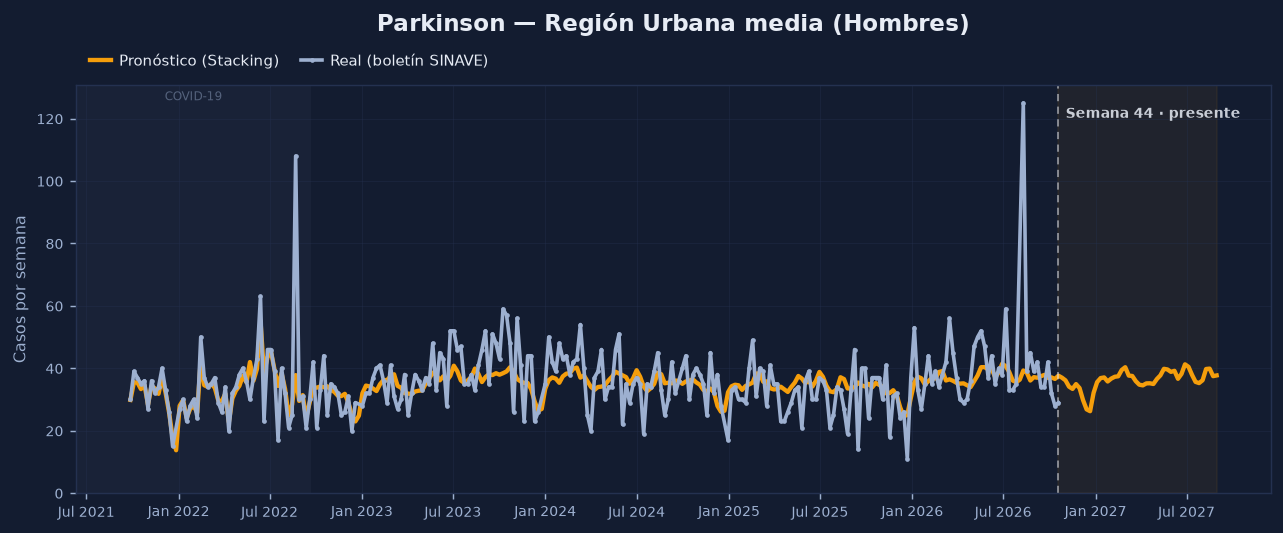 Parkinson — Región Urbana media (Hombres)
Pronóstico (Stacking)
Real (boletín SINAVE)
COVID-19
Semana 44 · presente
Casos por semana
120
100
80
60
40
20
0
Jul 2021
Jan 2022
Jul 2022
Jan 2023
Jul 2023
Jan 2024
Jul 2024
Jan 2025
Jul 2025
Jan 2026
Jul 2026
Jan 2027
Jul 2027